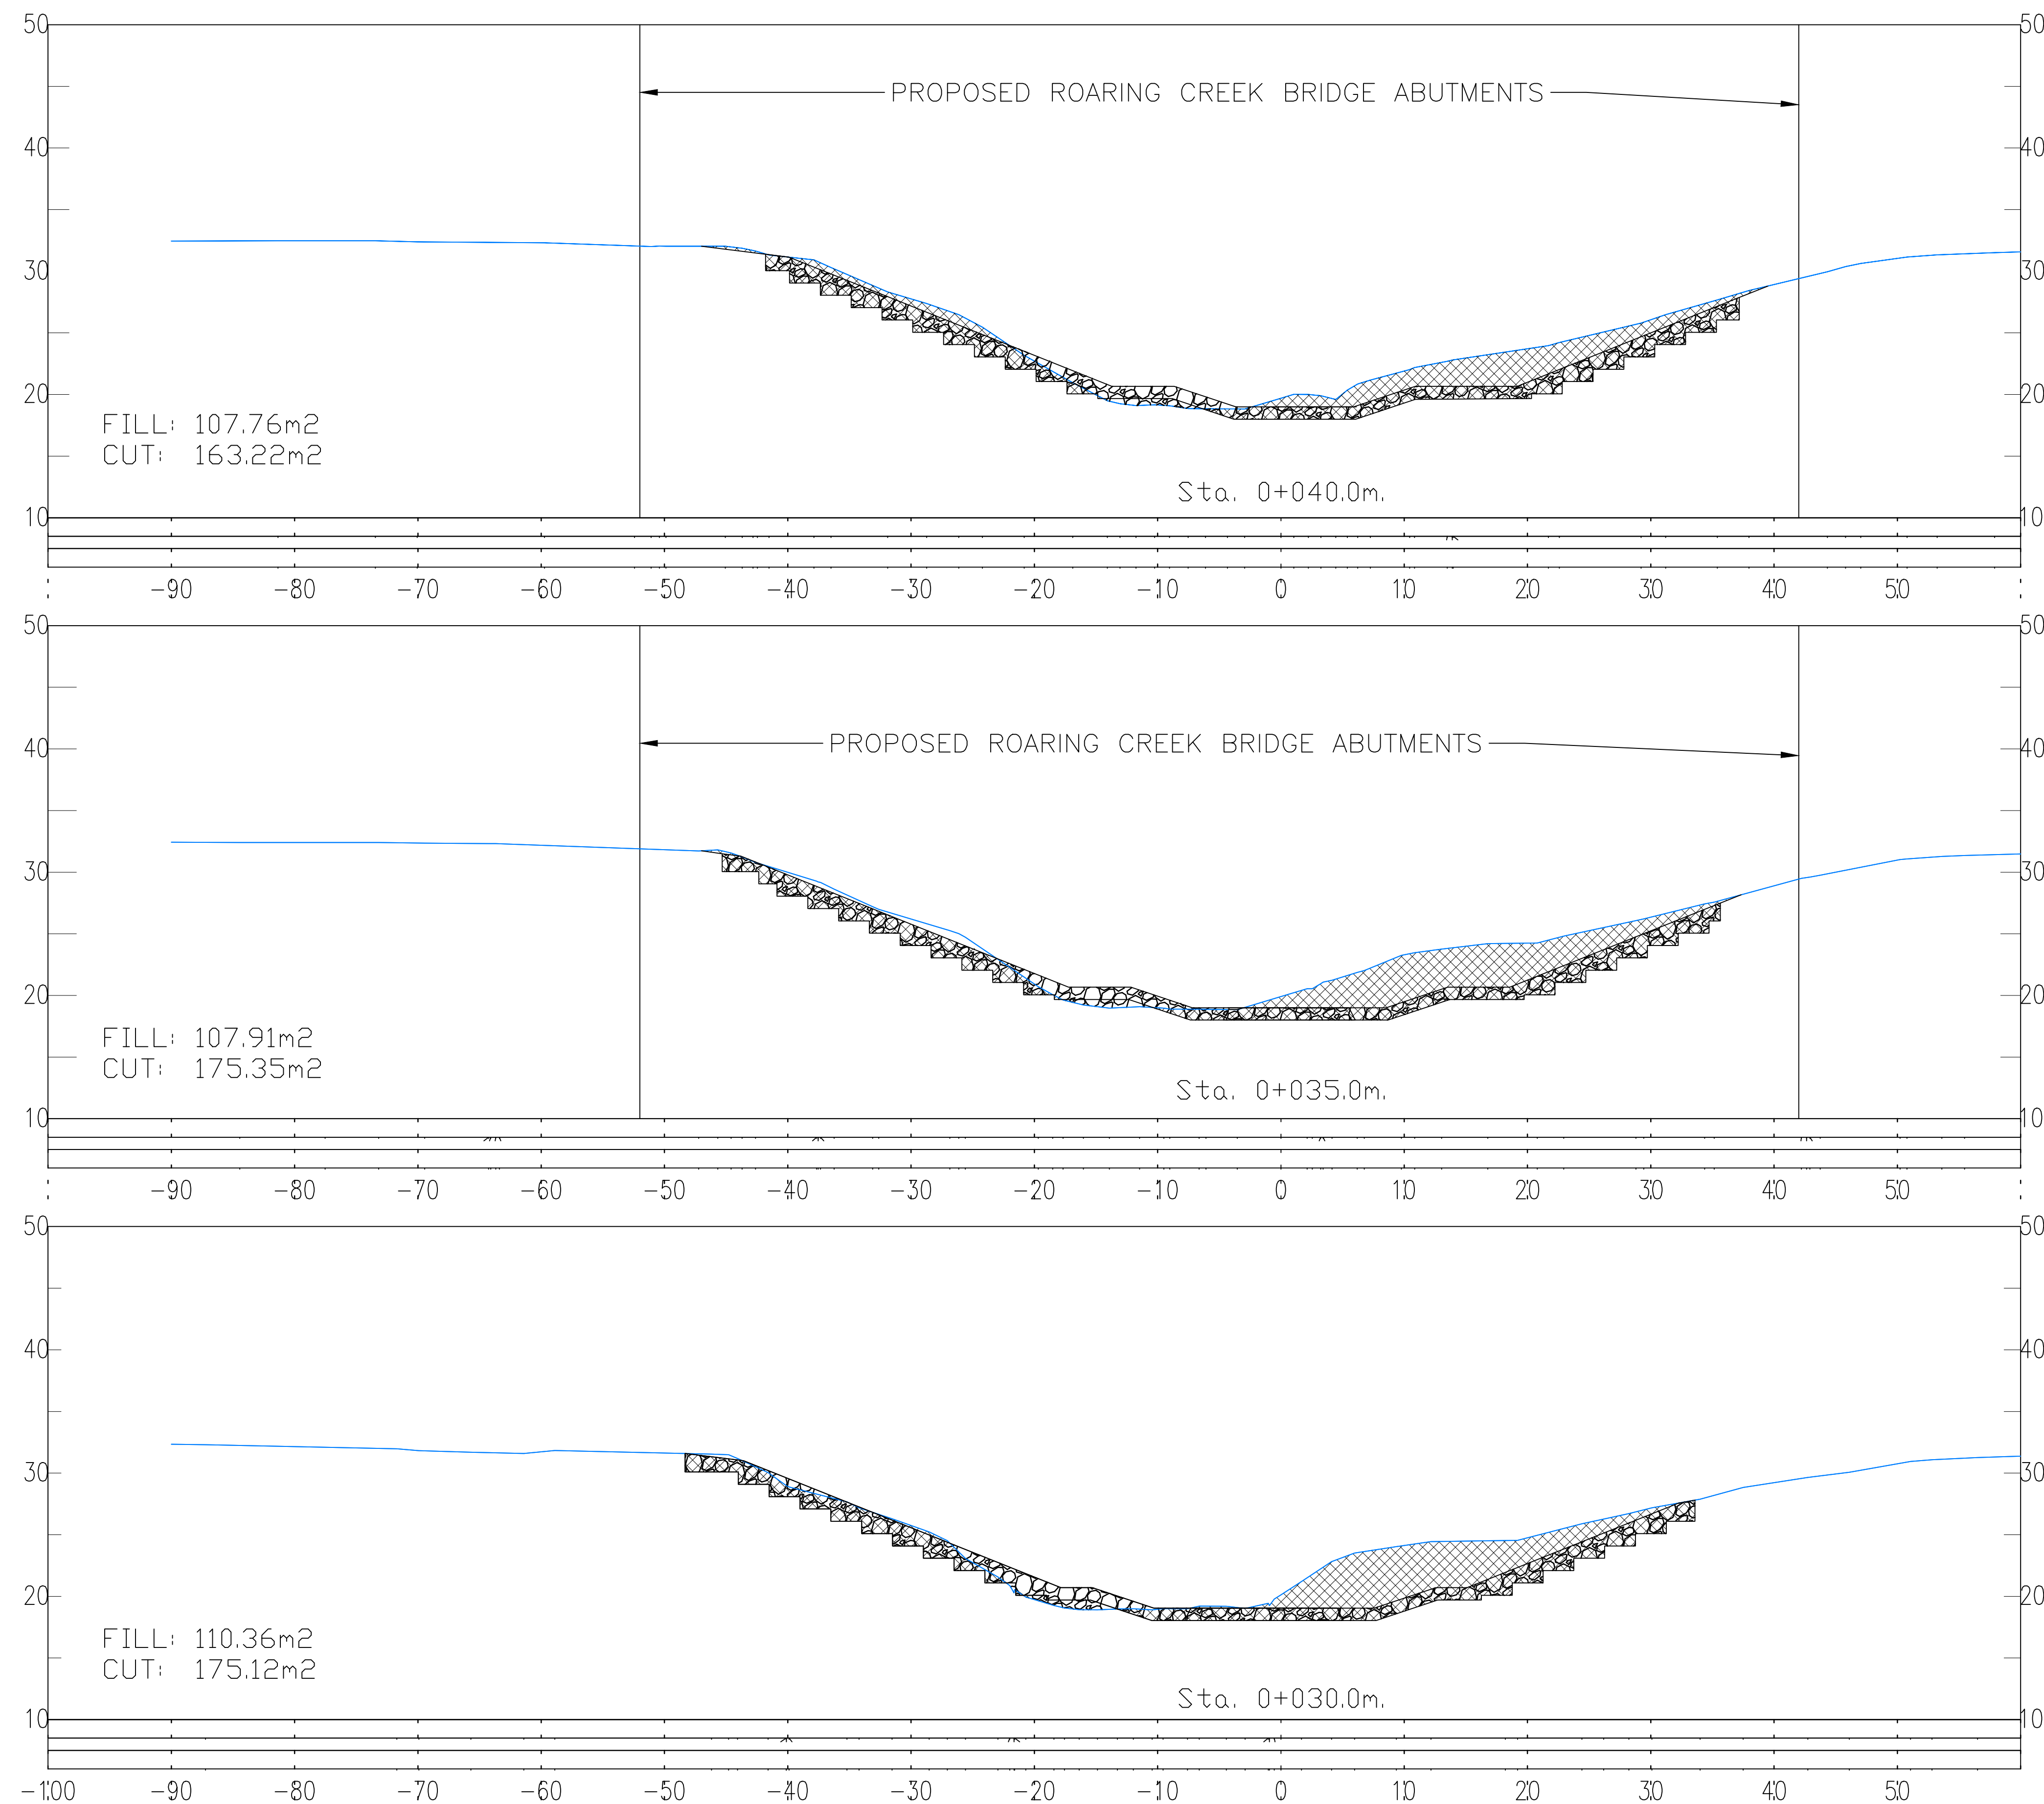 50 50
PROPOSED ROARING CREEK BRIDGE ABUTMENTS
40 40
30 30
20 20
FILL: 107.76m2
CUT: 163.22m2
Sta. 0+040.0m.
10 10
-90 -80 -70 -60 -50 -40 -30 -20 -10 0 10 20 30 40 50
50 50
PROPOSED ROARING CREEK BRIDGE ABUTMENTS
40 40
30 30
20 20
FILL: 107.91m2
CUT: 175.35m2
Sta. 0+035.0m.
10 10
-90 -80 -70 -60 -50 -40 -30 -20 -10 0 10 20 30 40 50
50 50
40 40
30 30
20 20
FILL: 110.36m2
CUT: 175.12m2
Sta. 0+030.0m.
10 10
-100 -90 -80 -70 -60 -50 -40 -30 -20 -10 0 10 20 30 40 50